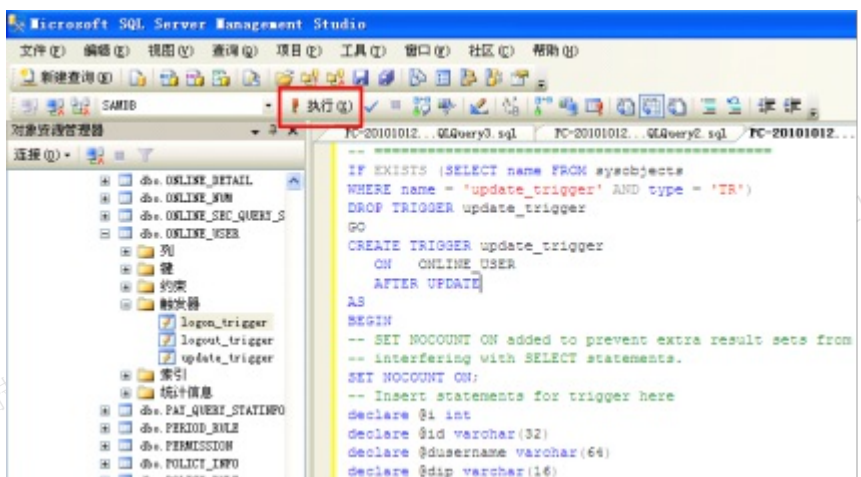 Microsoft SQL Server Management Studio
文件(F) 编辑(E) 视图(V) 查询(Q) 项目(P) 工具(T) 窗口(W) 社区(C) 帮助(H)
新建查询(N)
SAMDB 执行(X)
对象资源管理器
PC-20101012...QLQuery3.sql PC-20101012...QLQuery2.sql PC-20101012...
连接(O)
dbo.ONLINE_DETAIL
dbo.ONLINE_NUM
dbo.ONLINE_SEC_QUERY_S
dbo.ONLINE_USER
列
键
约束
触发器
logon_trigger
logout_trigger
update_trigger
索引
统计信息
dbo.PAY_QUERY_STATINFO
dbo.PERIOD_RULE
dbo.PERMISSION
dbo.POLICY_INFO
-- =============================================
IF EXISTS (SELECT name FROM sysobjects
WHERE name = 'update_trigger' AND type = 'TR')
DROP TRIGGER update_trigger
GO
CREATE TRIGGER update_trigger
ON ONLINE_USER
AFTER UPDATE
AS
BEGIN
-- SET NOCOUNT ON added to prevent extra result sets from
-- interfering with SELECT statements.
SET NOCOUNT ON;
-- Insert statements for trigger here
declare @i int
declare @id varchar(32)
declare @dusername varchar(64)
declare @dip varchar(16)